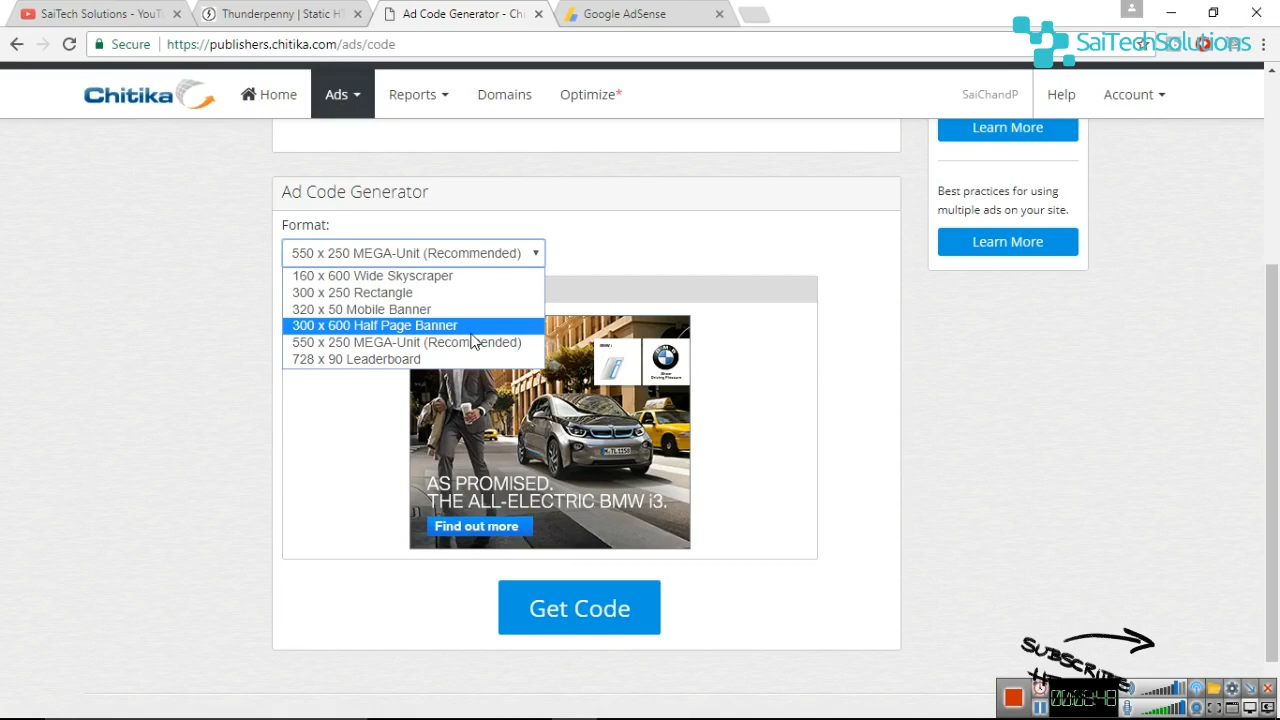 SaiTech Solutions - YouT
Thunderpenny | Static HT
Ad Code Generator - Chi
Google AdSense
Secure
https://publishers.chitika.com/ads/code
SaiTechSolutions
Chitika
Home
Ads
Reports
Domains
Optimize*
SaiChandP
Help
Account
Learn More
Best practices for using
multiple ads on your site.
Learn More
Ad Code Generator
Format:
550 x 250 MEGA-Unit (Recommended)
160 x 600 Wide Skyscraper
300 x 250 Rectangle
320 x 50 Mobile Banner
300 x 600 Half Page Banner
550 x 250 MEGA-Unit (Recommended)
728 x 90 Leaderboard
AS PROMISED.
THE ALL-ELECTRIC BMW i3.
Find out more
Get Code
SUBSCRIBE